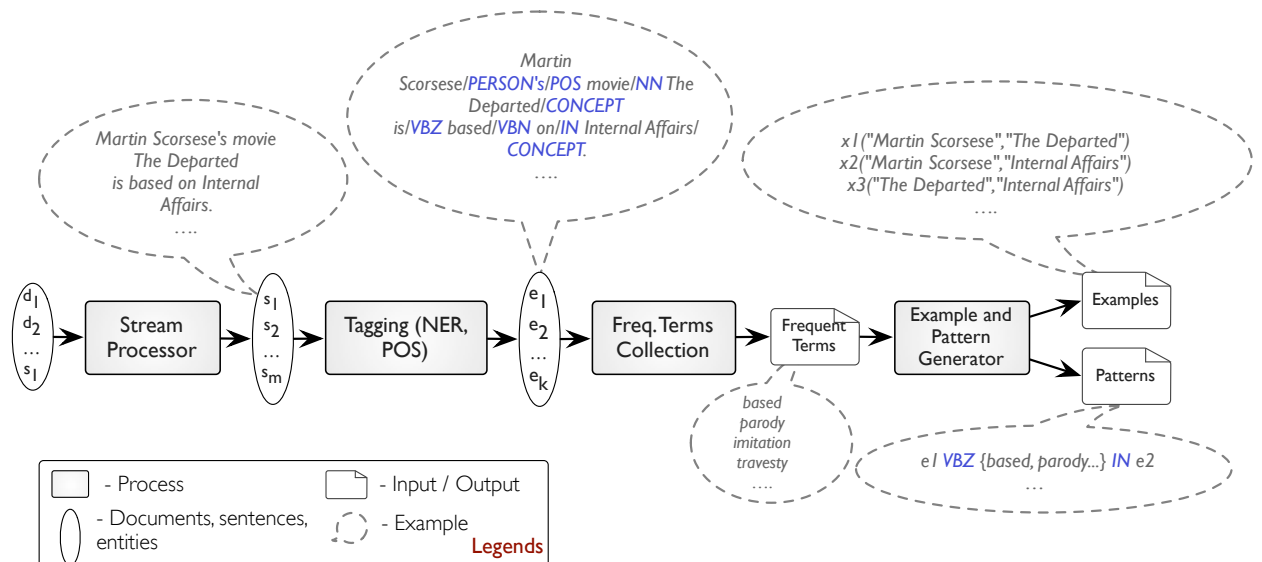 Martin
Scorsese/PERSON's/POS movie/NN The
Departed/CONCEPT
is/VBZ based/VBN on/IN Internal Affairs/
CONCEPT.
....
Martin Scorsese's movie
The Departed
is based on Internal
Affairs.
....
x1("Martin Scorsese","The Departed")
x2("Martin Scorsese","Internal Affairs")
x3("The Departed","Internal Affairs")
....
d1
d2
...
s1
Stream
Processor
s1
s2
...
sm
Tagging (NER,
POS)
e1
e2
...
ek
Freq.Terms
Collection
Frequent
Terms
Example and
Pattern
Generator
Examples
Patterns
based
parody
imitation
travesty
....
e1 VBZ {based, parody...} IN e2
...
- Process
- Input / Output
- Documents, sentences,
entities
- Example
Legends